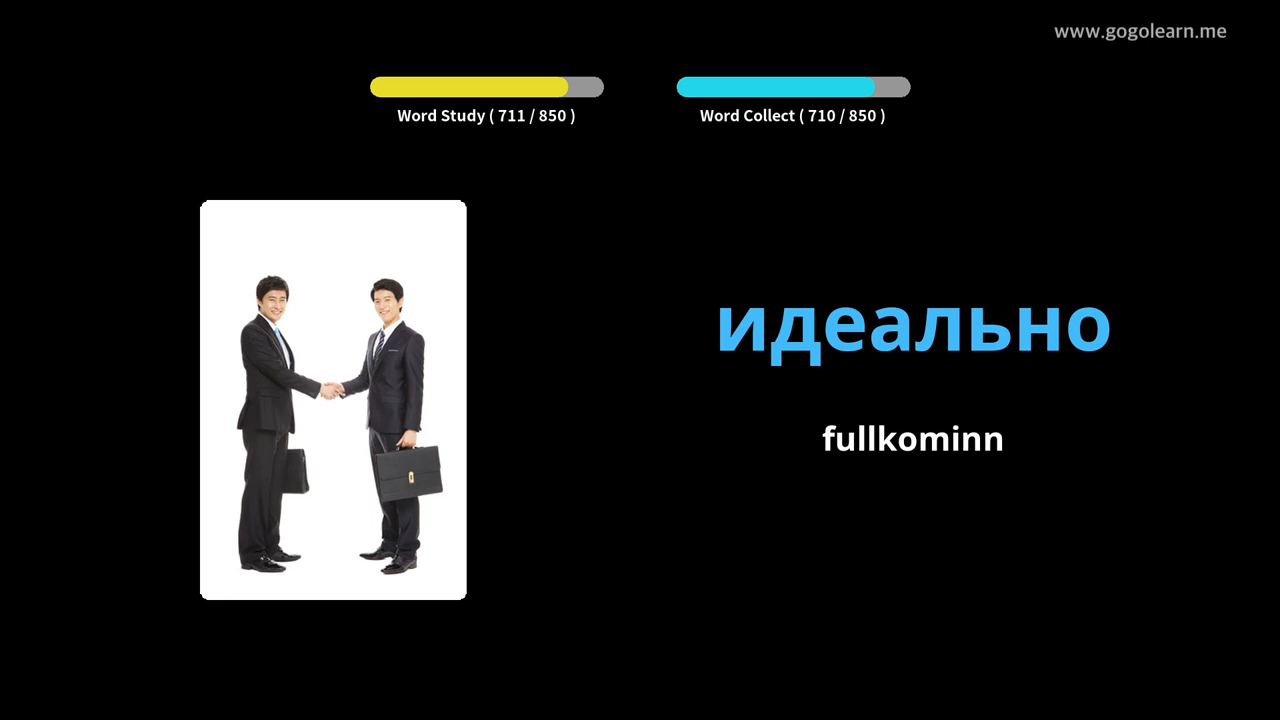 www.gogolearn.me
Word Study ( 711 / 850 )
Word Collect ( 710 / 850 )
идеально
fullkominn